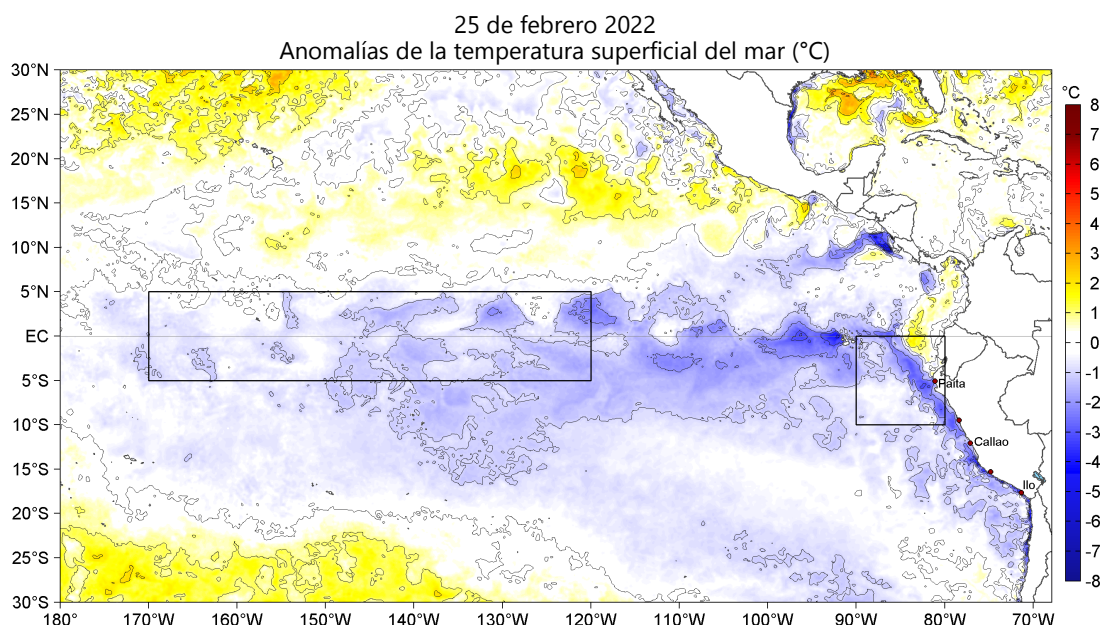 25 de febrero 2022
Anomalías de la temperatura superficial del mar (°C)
30°N
25°N
20°N
15°N
10°N
5°N
EC
5°S
10°S
15°S
20°S
25°S
30°S
180°
170°W
160°W
150°W
140°W
130°W
120°W
110°W
100°W
90°W
80°W
70°W
Paita
Callao
Ilo
°C
8
7
6
5
4
3
2
1
0
-1
-2
-3
-4
-5
-6
-7
-8